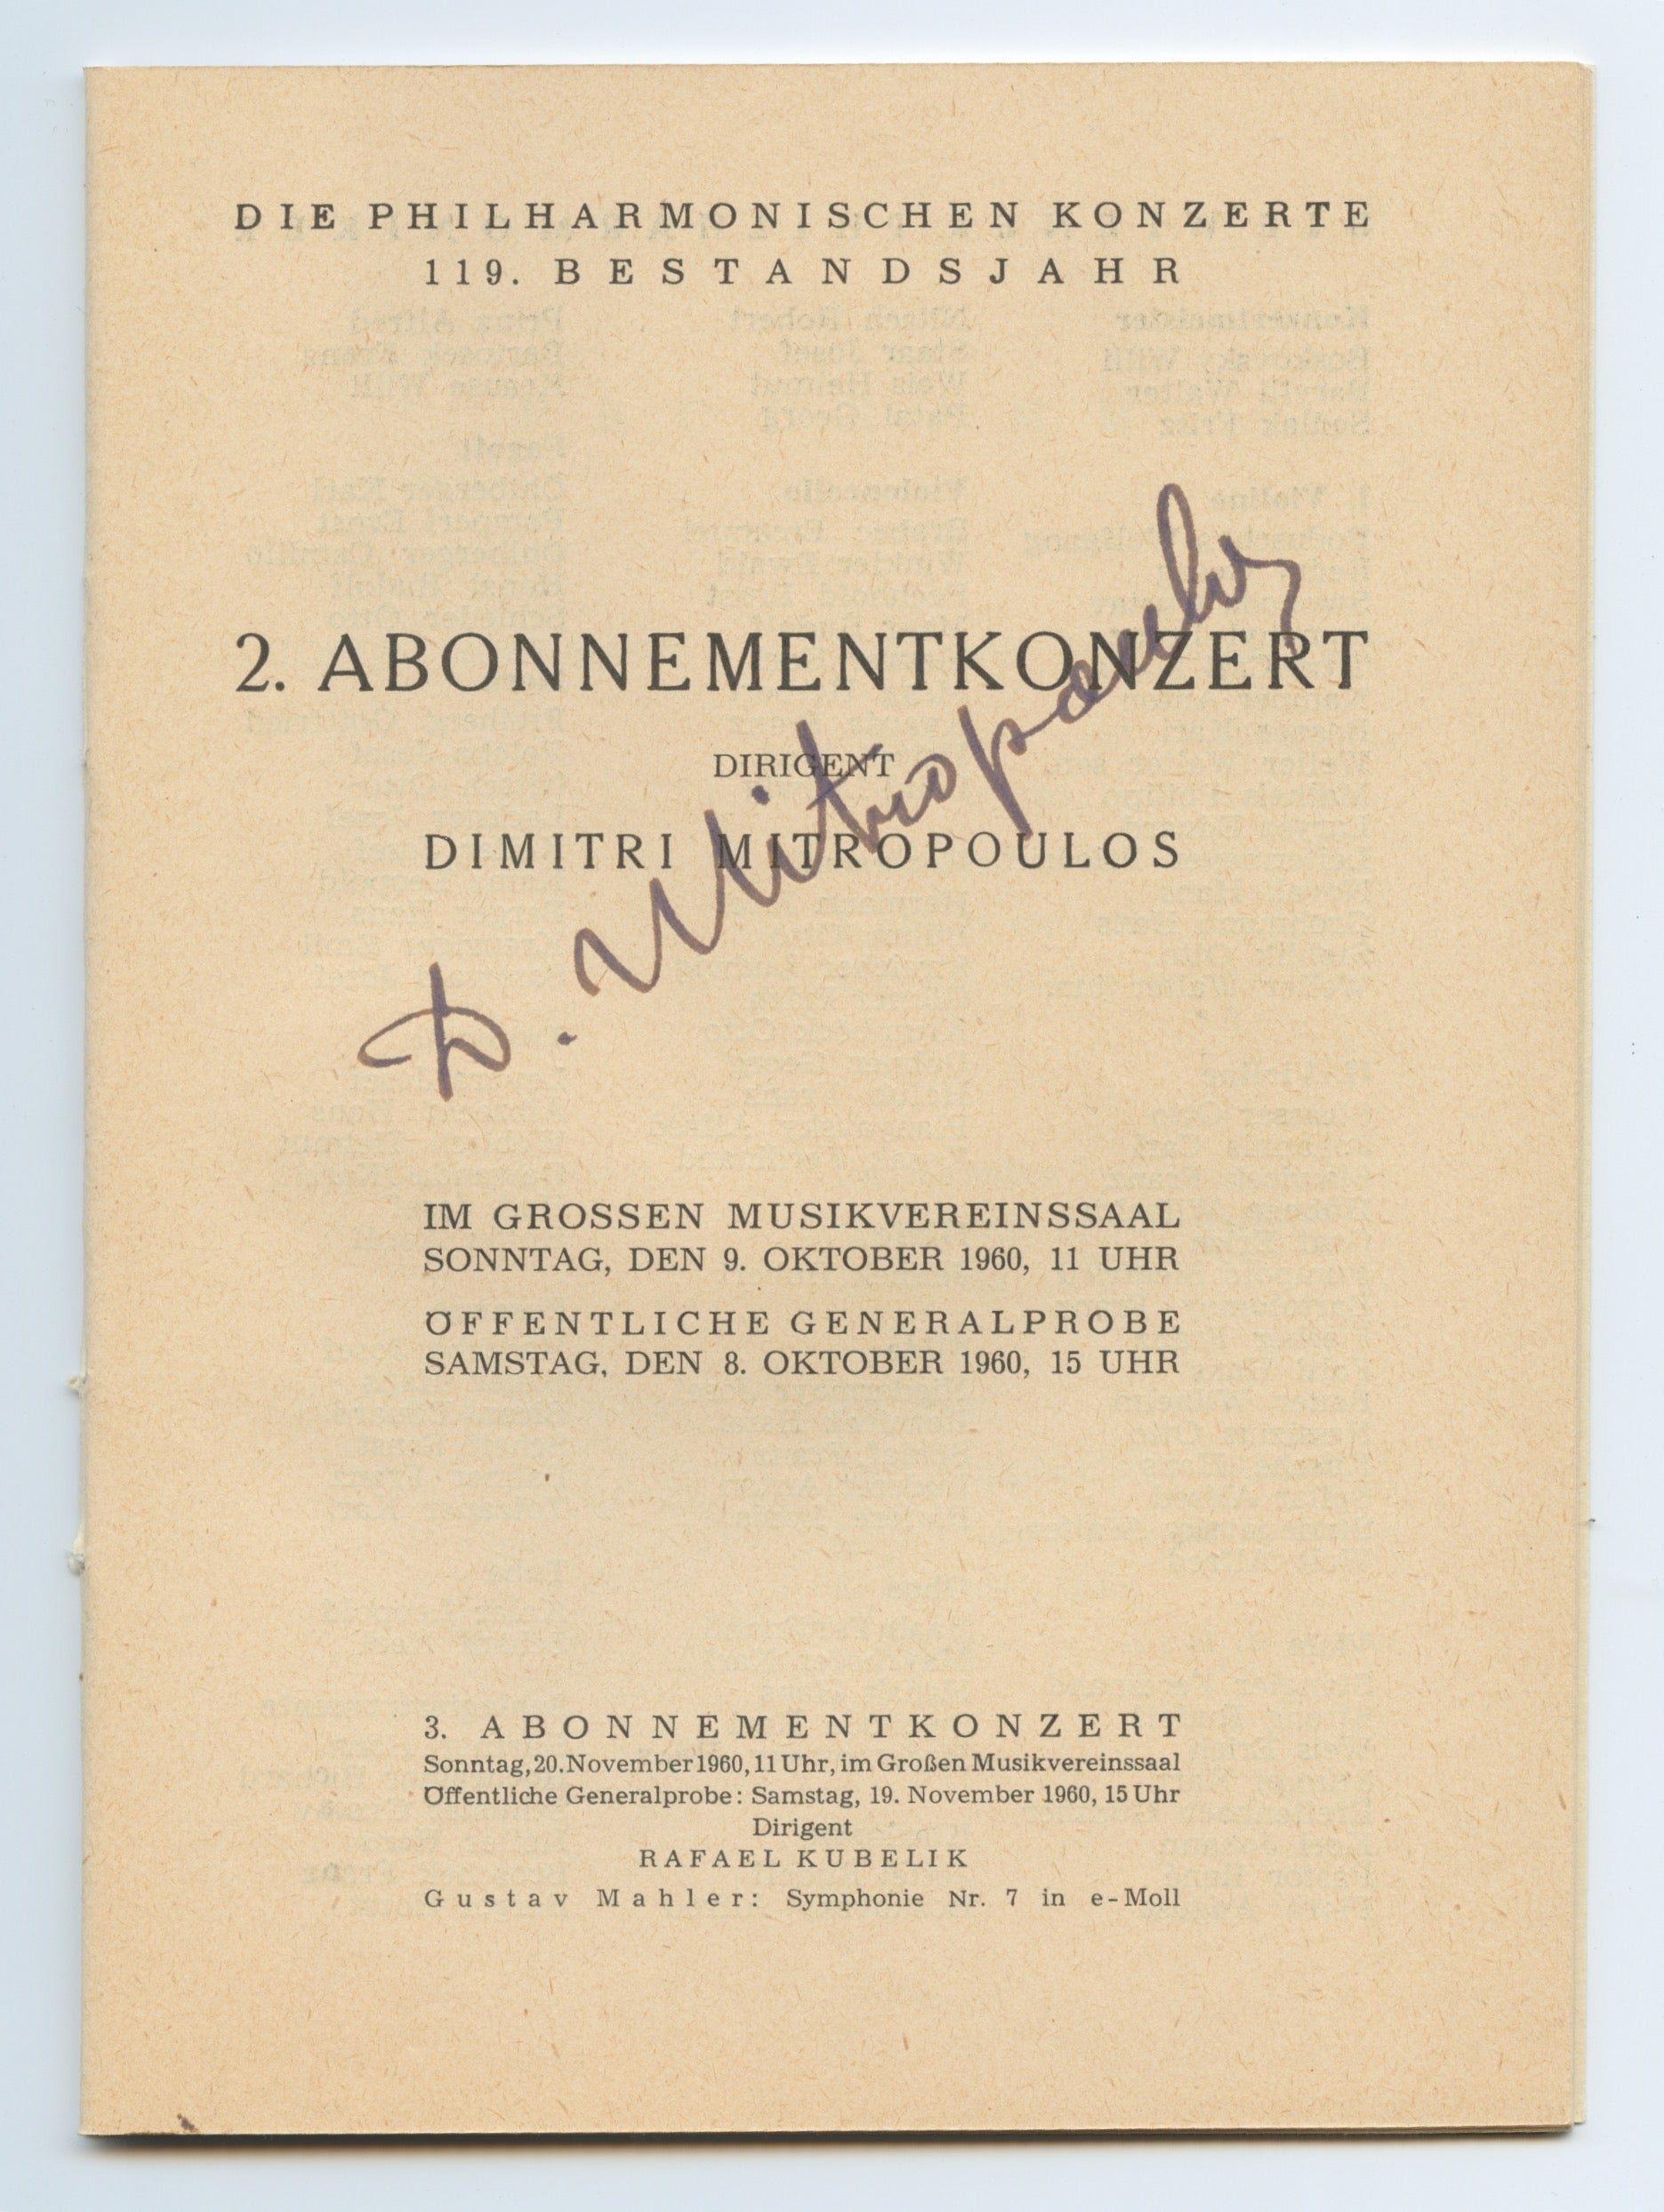 DIE PHILHARMONISCHEN KONZERTE
119. BESTANDSJAHR
2. ABONNEMENTKONZERT
DIRIGENT
DIMITRI MITROPOULOS
D. Mitropoulos
IM GROSSEN MUSIKVEREINSSAAL
SONNTAG, DEN 9. OKTOBER 1960, 11 UHR
ÖFFENTLICHE GENERALPROBE
SAMSTAG, DEN 8. OKTOBER 1960, 15 UHR
3. ABONNEMENTKONZERT
Sonntag, 20. November 1960, 11 Uhr, im Großen Musikvereinssaal
Öffentliche Generalprobe: Samstag, 19. November 1960, 15 Uhr
Dirigent
RAFAEL KUBELIK
Gustav Mahler: Symphonie Nr. 7 in e-Moll